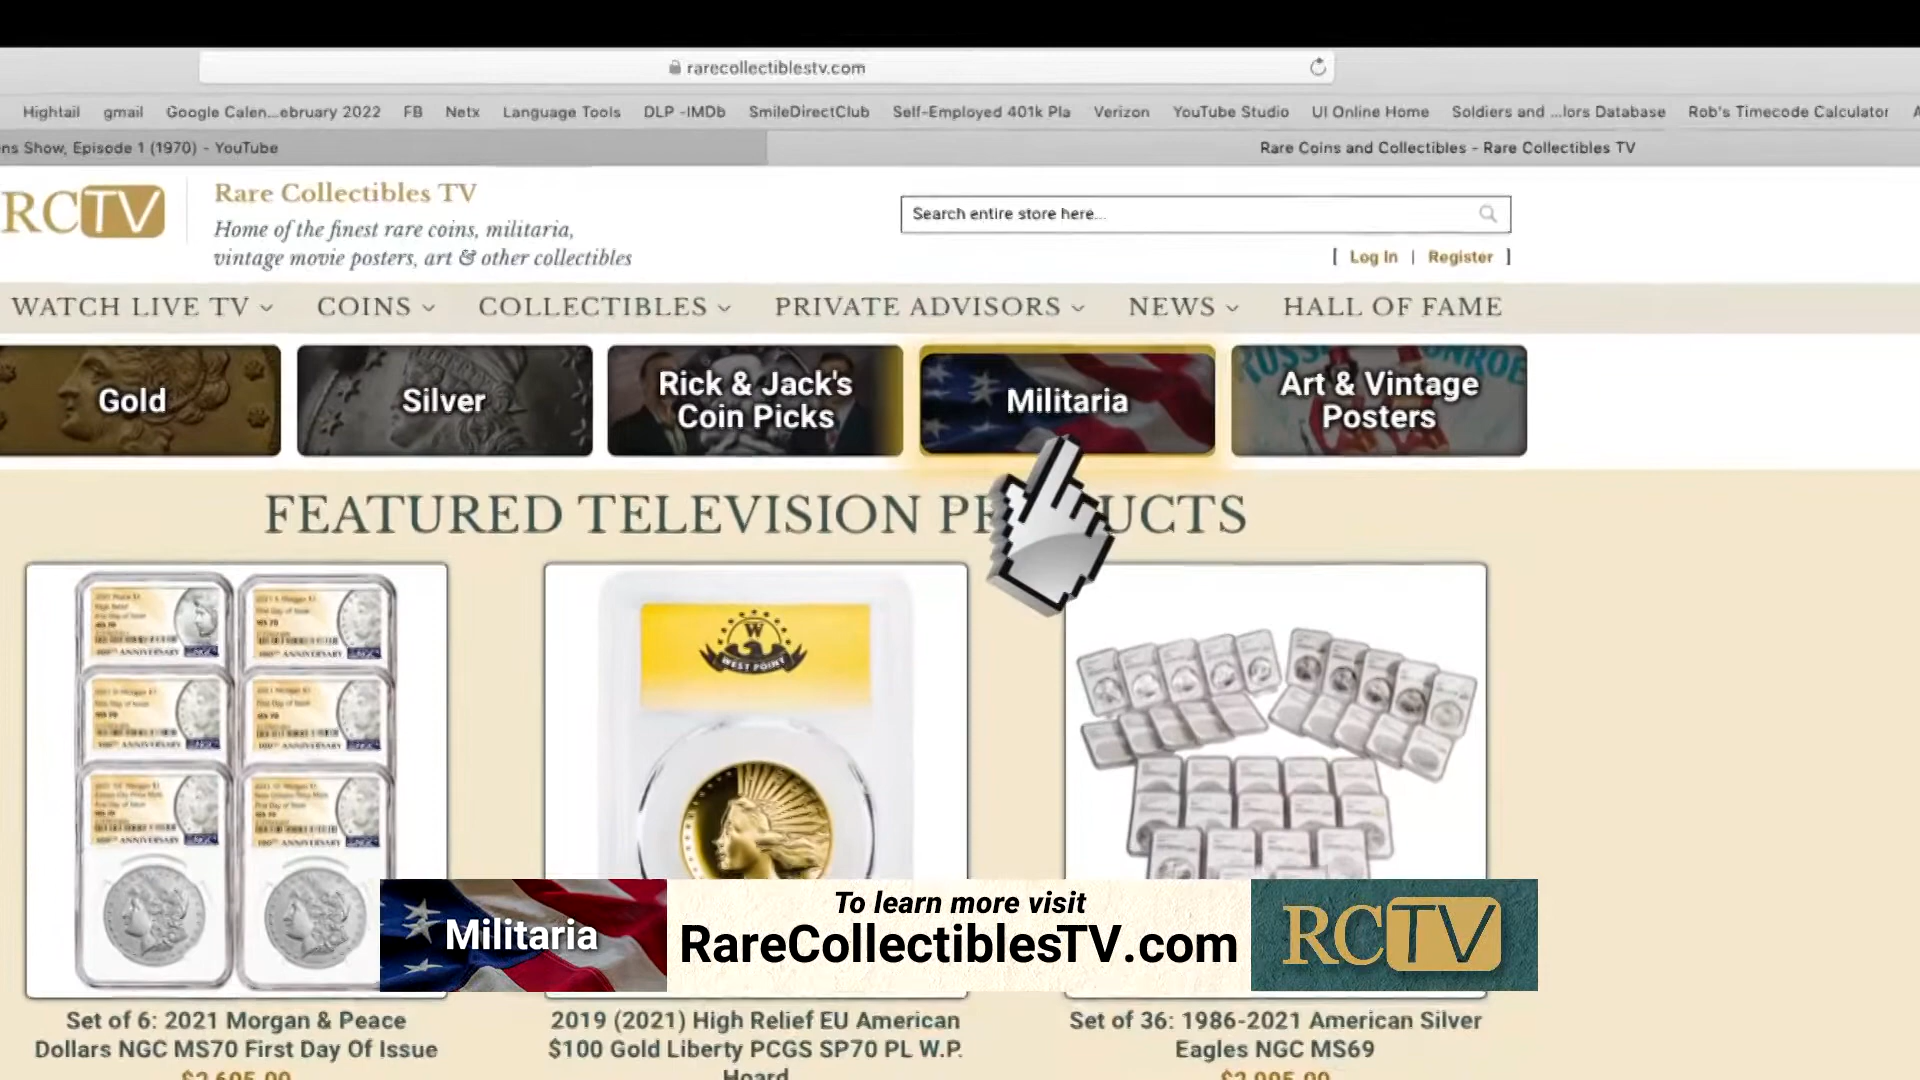 rarecollectiblestv.com
Hightail gmail Google Calen...ebruary 2022 FB Netx Language Tools DLP -IMDb SmileDirectClub Self-Employed 401k Pla Verizon YouTube Studio UI Online Home Soldiers and ...lors Database Rob's Timecode Calculator
ns Show, Episode 1 (1970) - YouTube
Rare Coins and Collectibles - Rare Collectibles TV
RCTV
Rare Collectibles TV
Home of the finest rare coins, militaria,
vintage movie posters, art & other collectibles
Search entire store here...
[ Log In | Register ]
WATCH LIVE TV COINS COLLECTIBLES PRIVATE ADVISORS NEWS HALL OF FAME
Gold
Silver
Rick & Jack's
Coin Picks
Militaria
Art & Vintage
Posters
FEATURED TELEVISION PR UCTS
W
WEST POINT
Militaria
To learn more visit
RareCollectiblesTV.com
RCTV
Set of 6: 2021 Morgan & Peace
Dollars NGC MS70 First Day Of Issue
2019 (2021) High Relief EU American
$100 Gold Liberty PCGS SP70 PL W.P.
Hoard
Set of 36: 1986-2021 American Silver
Eagles NGC MS69